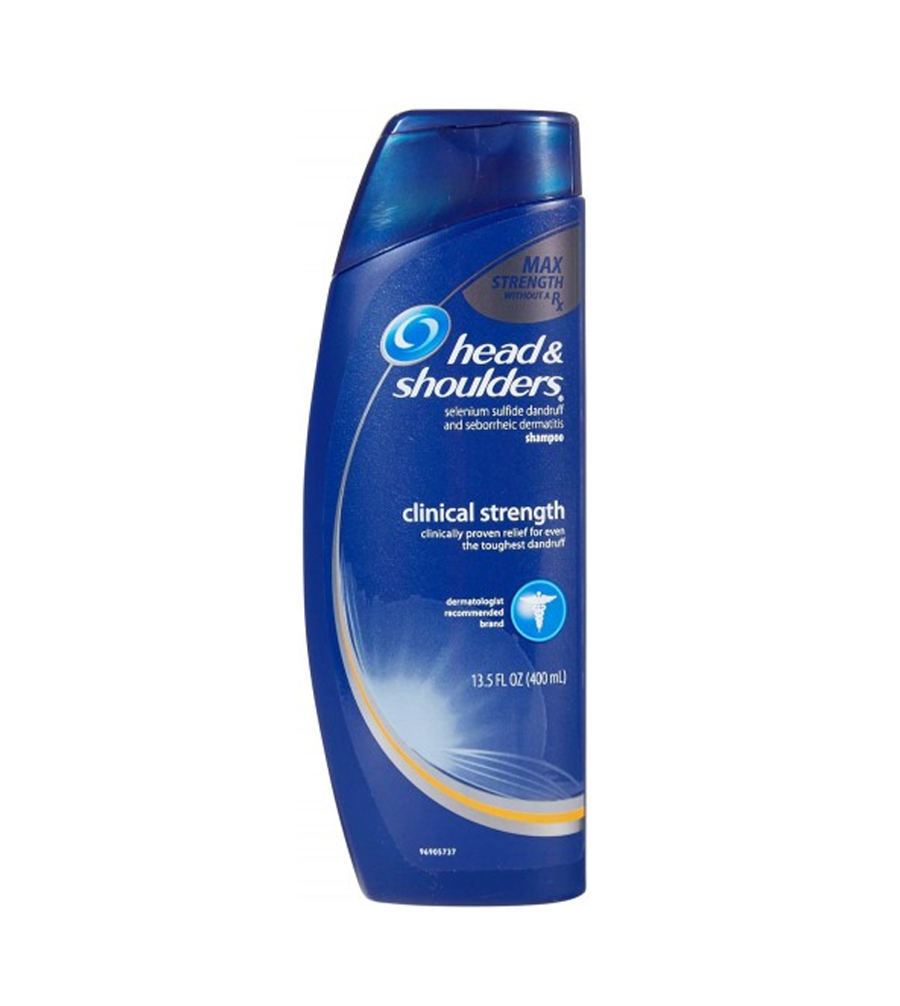 MAX
STRENGTH
WITHOUT A Rx
head &
shoulders®
selenium sulfide dandruff
and seborrheic dermatitis
shampoo
clinical strength
clinically proven relief for even
the toughest dandruff
dermatologist
recommended
brand
13.5 FL OZ (400 mL)
96905737